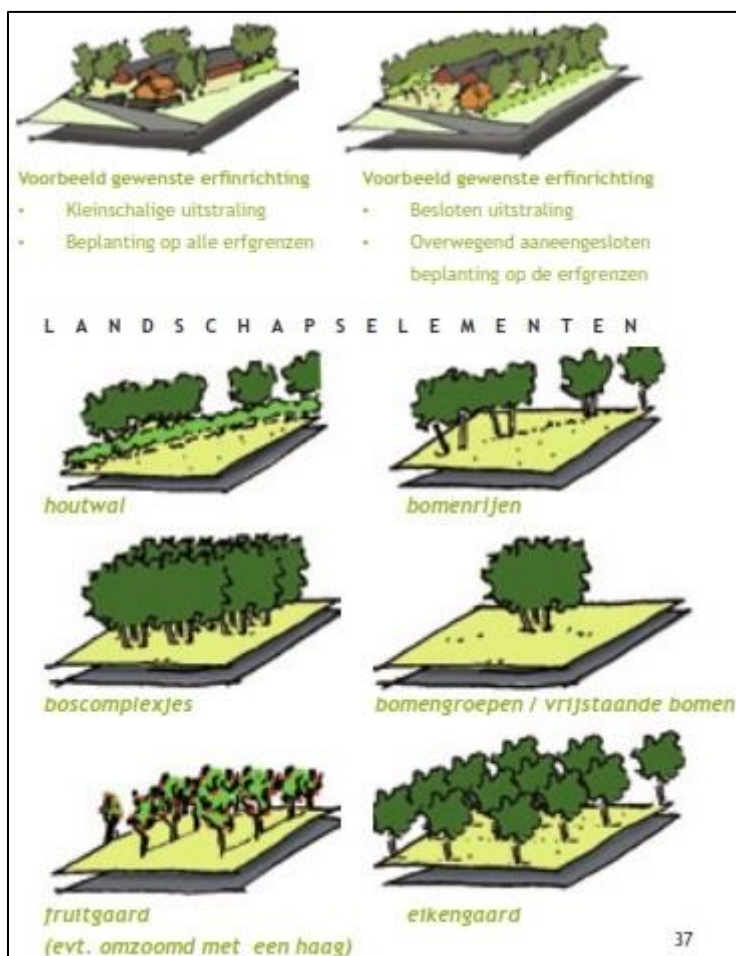 Voorbeeld gewenste erfinrichting
• Kleinschalige uitstraling
• Beplanting op alle erfgrenzen
Voorbeeld gewenste erfinrichting
• Besloten uitstraling
• Overwegend aaneengesloten
beplanting op de erfgrenzen
LANDSCHAPSELEMENTEN
houtwal
bomenrijen
boscomplexjes
bomengroepen / vrijstaande bomen
fruitgaard
(evt. omzoomd met een haag)
eikengaard
37